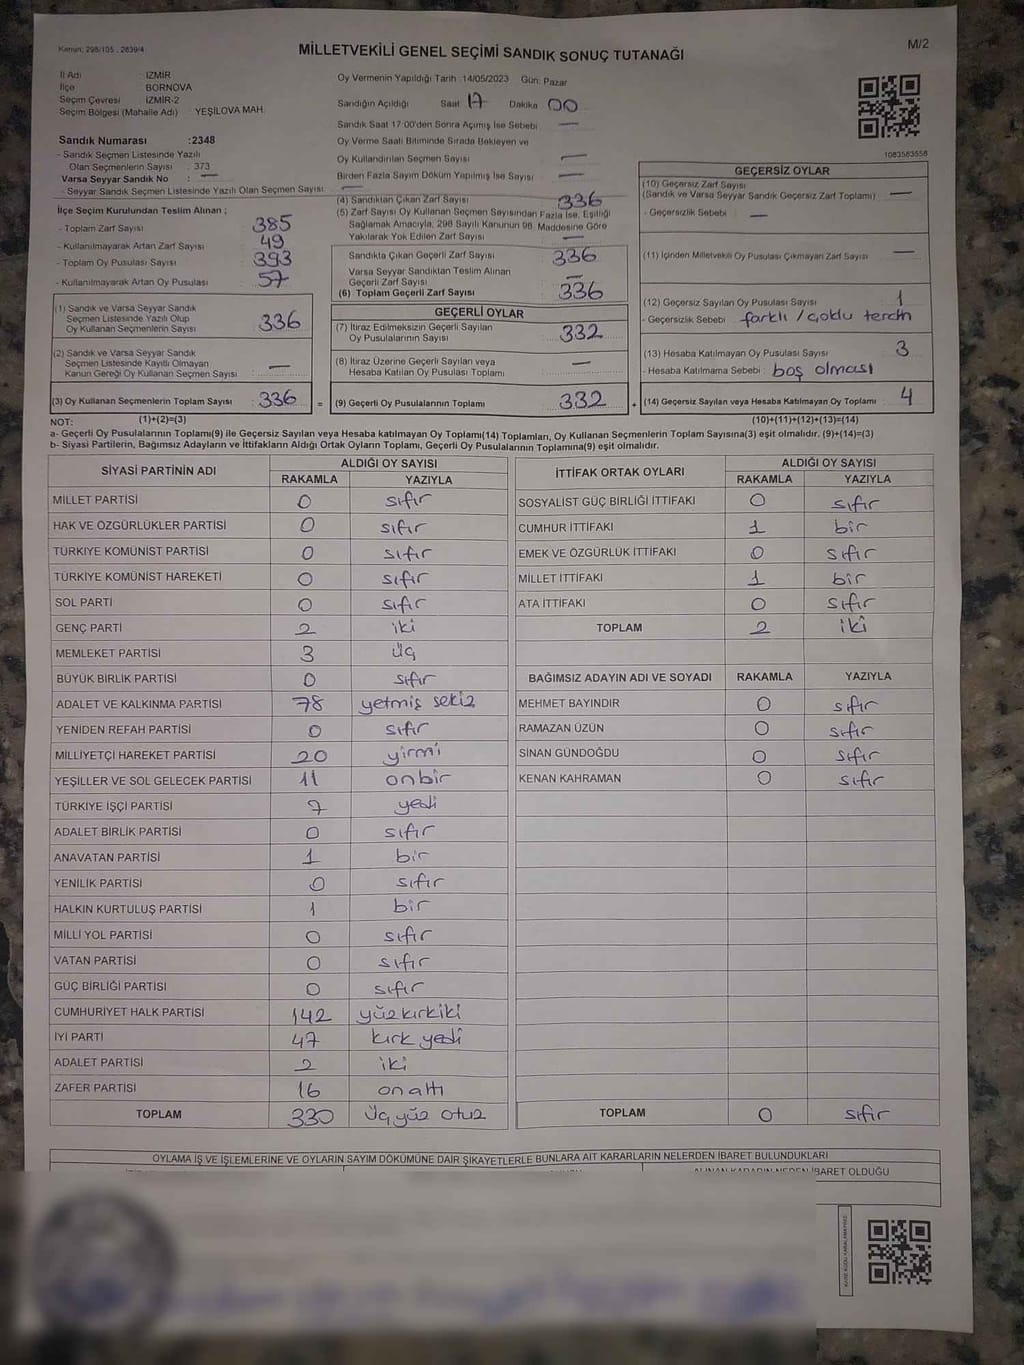 Kanun: 298/105 , 2839/4
MİLLETVEKİLİ GENEL SEÇİMİ SANDIK SONUÇ TUTANAĞI
M/2
İl Adı : İZMİR
İlçe BORNOVA
Seçim Çevresi İZMİR-2
Seçim Bölgesi (Mahalle Adı) YEŞİLOVA MAH.
Oy Vermenin Yapıldığı Tarih :14/05/2023 Gün: Pazar
Sandığın Açıldığı Saat 17 Dakika 00
Sandık Saat 17:00'den Sonra Açımış İse Sebebi —
Oy Verme Saati Bitiminde Sırada Bekleyen ve
Oy Kullandırılan Seçmen Sayısı —
Birden Fazla Sayım Döküm Yapılmış İse Sayısı —
1083583558
Sandık Numarası :2348
- Sandık Seçmen Listesinde Yazılı
Olan Seçmenlerin Sayısı : 373
Varsa Seyyar Sandık No : —
- Seyyar Sandık Seçmen Listesinde Yazılı Olan Seçmen Sayısı : —
İlçe Seçim Kurulundan Teslim Alınan ;
- Toplam Zarf Sayısı 385
- Kullanılmayarak Artan Zarf Sayısı 49
- Toplam Oy Pusulası Sayısı 393
- Kullanılmayarak Artan Oy Pusulası 57
(1) Sandık ve Varsa Seyyar Sandık
Seçmen Listesinde Yazılı Olup
Oy Kullanan Seçmenlerin Sayısı 336
(2) Sandık ve Varsa Seyyar Sandık
Seçmen Listesinde Kayıtlı Olmayan
Kanun Gereği Oy Kullanan Seçmen Sayısı —
(3) Oy Kullanan Seçmenlerin Toplam Sayısı 336 =
(4) Sandıktan Çıkan Zarf Sayısı 336
(5) Zarf Sayısı Oy Kullanan Seçmen Sayısından Fazla İse, Eşitliği
Sağlamak Amacıyla, 298 Sayılı Kanunun 98. Maddesine Göre
Yakılarak Yok Edilen Zarf Sayısı —
Sandıkta Çıkan Geçerli Zarf Sayısı 336
Varsa Seyyar Sandıktan Teslim Alınan
Geçerli Zarf Sayısı —
(6) Toplam Geçerli Zarf Sayısı 336
GEÇERLİ OYLAR
(7) İtiraz Edilmeksizin Geçerli Sayılan
Oy Pusulalarının Sayısı 332
(8) İtiraz Üzerine Geçerli Sayılan veya
Hesaba Katılan Oy Pusulası Toplamı —
(9) Geçerli Oy Pusulalarının Toplamı 332 +
GEÇERSİZ OYLAR
(10) Geçersiz Zarf Sayısı
(Sandık ve Varsa Seyyar Sandık Geçersiz Zarf Toplamı) —
- Geçersizlik Sebebi : —
(11) İçinden Milletvekili Oy Pusulası Çıkmayan Zarf Sayısı —
(12) Geçersiz Sayılan Oy Pusulası Sayısı 1
- Geçersizlik Sebebi : farklı / çoklu tercih
(13) Hesaba Katılmayan Oy Pusulası Sayısı 3
- Hesaba Katılmama Sebebi : boş olması
(14) Geçersiz Sayılan veya Hesaba Katılmayan Oy Toplamı 4
NOT: (1)+(2)=(3) (10)+(11)+(12)+(13)=(14)
a- Geçerli Oy Pusulalarının Toplamı(9) ile Geçersiz Sayılan veya Hesaba katılmayan Oy Toplamı(14) Toplamları, Oy Kullanan Seçmenlerin Toplam Sayısına(3) eşit olmalıdır. (9)+(14)=(3)
b- Siyasi Partilerin, Bağımsız Adayların ve İttifakların Aldığı Ortak Oyların Toplamı, Geçerli Oy Pusulalarının Toplamına(9) eşit olmalıdır.
SİYASİ PARTİNİN ADI ALDIĞI OY SAYISI
RAKAMLA YAZIYLA
MİLLET PARTİSİ 0 sıfır
HAK VE ÖZGÜRLÜKLER PARTİSİ 0 sıfır
TÜRKİYE KOMÜNİST PARTİSİ 0 sıfır
TÜRKİYE KOMÜNİST HAREKETİ 0 sıfır
SOL PARTİ 0 sıfır
GENÇ PARTİ 2 iki
MEMLEKET PARTİSİ 3 üç
BÜYÜK BİRLİK PARTİSİ 0 sıfır
ADALET VE KALKINMA PARTİSİ 78 yetmiş sekiz
YENİDEN REFAH PARTİSİ 0 sıfır
MİLLİYETÇİ HAREKET PARTİSİ 20 yirmi
YEŞİLLER VE SOL GELECEK PARTİSİ 11 onbir
TÜRKİYE İŞÇİ PARTİSİ 7 yedi
ADALET BİRLİK PARTİSİ 0 sıfır
ANAVATAN PARTİSİ 1 bir
YENİLİK PARTİSİ 0 sıfır
HALKIN KURTULUŞ PARTİSİ 1 bir
MİLLİ YOL PARTİSİ 0 sıfır
VATAN PARTİSİ 0 sıfır
GÜÇ BİRLİĞİ PARTİSİ 0 sıfır
CUMHURİYET HALK PARTİSİ 142 yüzkırkiki
İYİ PARTİ 47 kırk yedi
ADALET PARTİSİ 2 iki
ZAFER PARTİSİ 16 onaltı
TOPLAM 330 üçyüz otuz
İTTİFAK ORTAK OYLARI ALDIĞI OY SAYISI
RAKAMLA YAZIYLA
SOSYALİST GÜÇ BİRLİĞİ İTTİFAKI 0 sıfır
CUMHUR İTTİFAKI 1 bir
EMEK VE ÖZGÜRLÜK İTTİFAKI 0 sıfır
MİLLET İTTİFAKI 1 bir
ATA İTTİFAKI 0 sıfır
TOPLAM 2 iki
BAĞIMSIZ ADAYIN ADI VE SOYADI RAKAMLA YAZIYLA
MEHMET BAYINDIR 0 sıfır
RAMAZAN ÜZÜN 0 sıfır
SİNAN GÜNDOĞDU 0 sıfır
KENAN KAHRAMAN 0 sıfır
TOPLAM 0 sıfır
OYLAMA İŞ VE İŞLEMLERİNE VE OYLARIN SAYIM DÖKÜMÜNE DAİR ŞİKAYETLERLE BUNLARA AİT KARARLARIN NELERDEN İBARET BULUNDUKLARI
ALINAN KARARIN NEDEN İBARET OLDUĞU